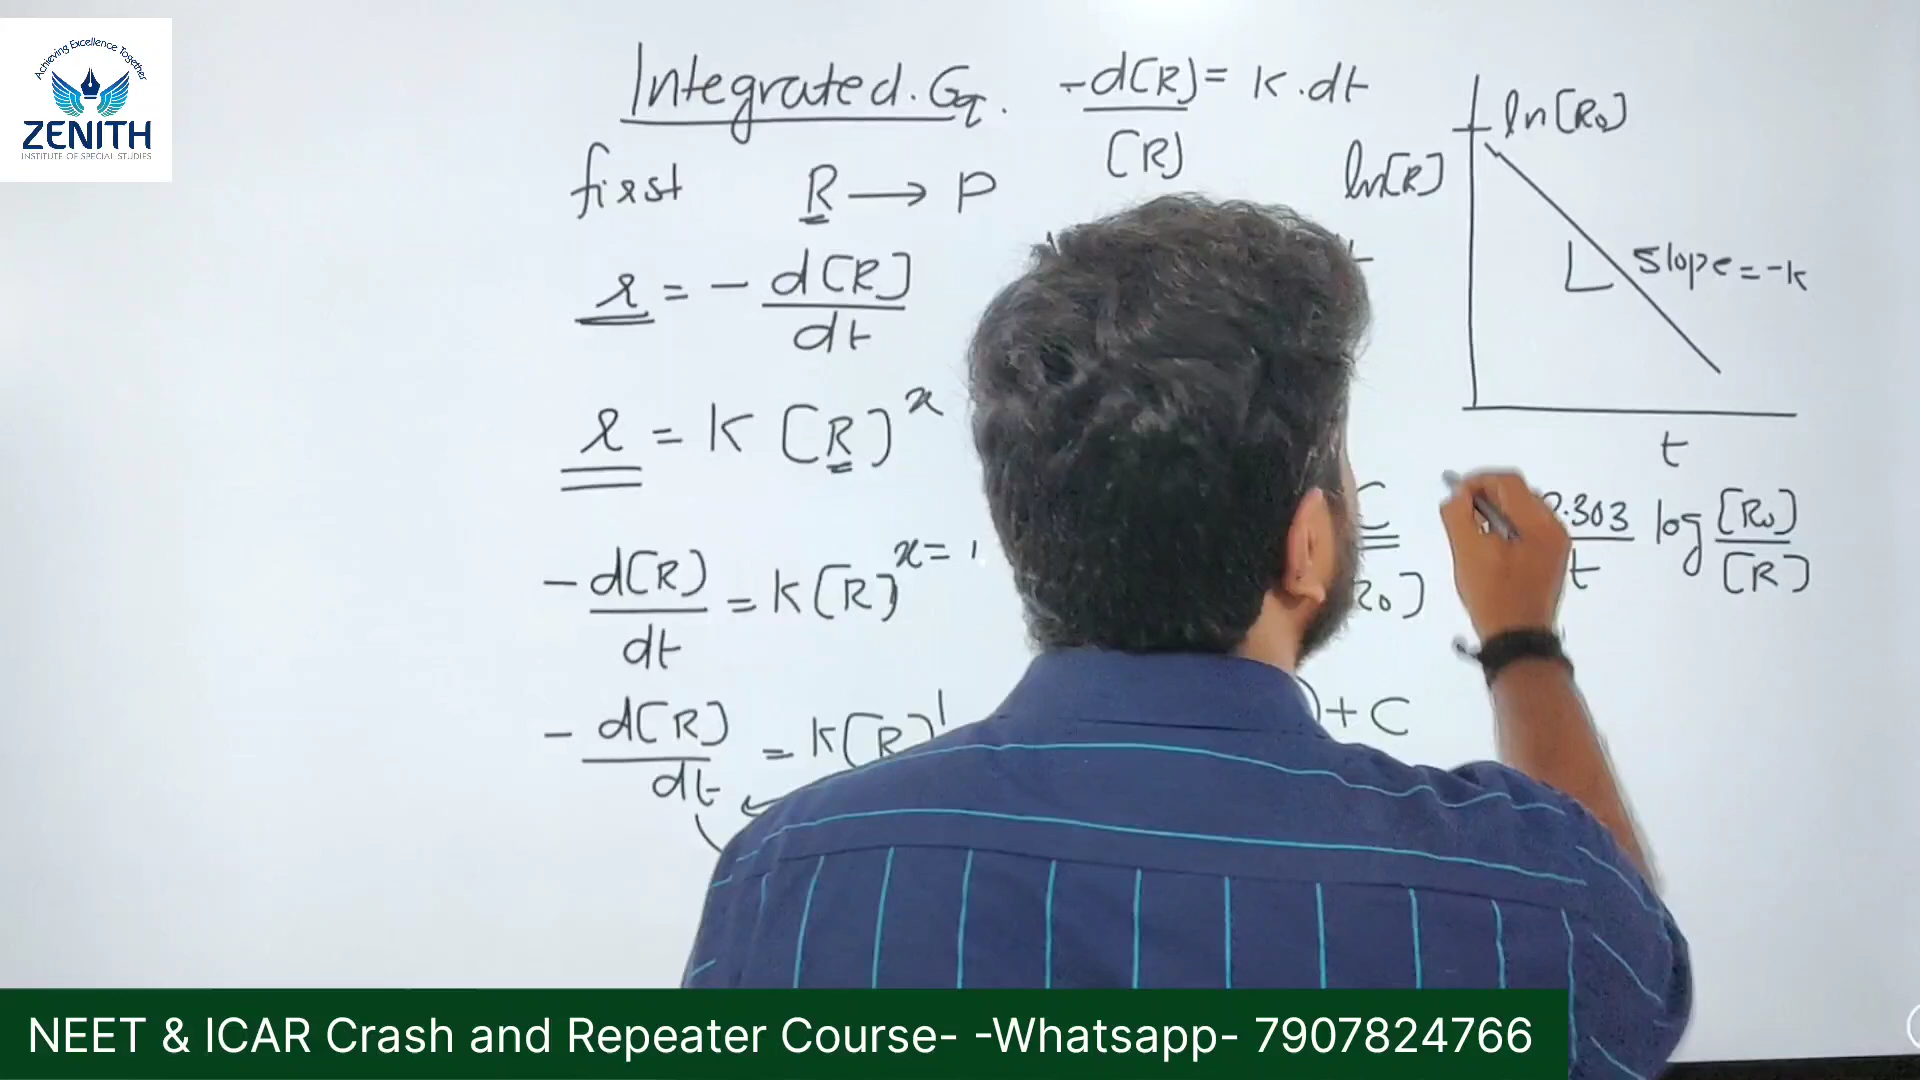 Achieving Excellence Together
ZENITH
INSTITUTE OF SPECIAL STUDIES
Integrated. Eq.
first R → P
r = - d[R] / dt
r = k [R]^x
- d[R] / dt = k [R]^x=1
- d[R] / dt = k[R]^1
-d[R] / [R] = k.dt
C
R0]
) + C
ln[R0]
ln[R]
slope = -k
t
2.303 / t log [R0] / [R]
NEET & ICAR Crash and Repeater Course- -Whatsapp- 7907824766